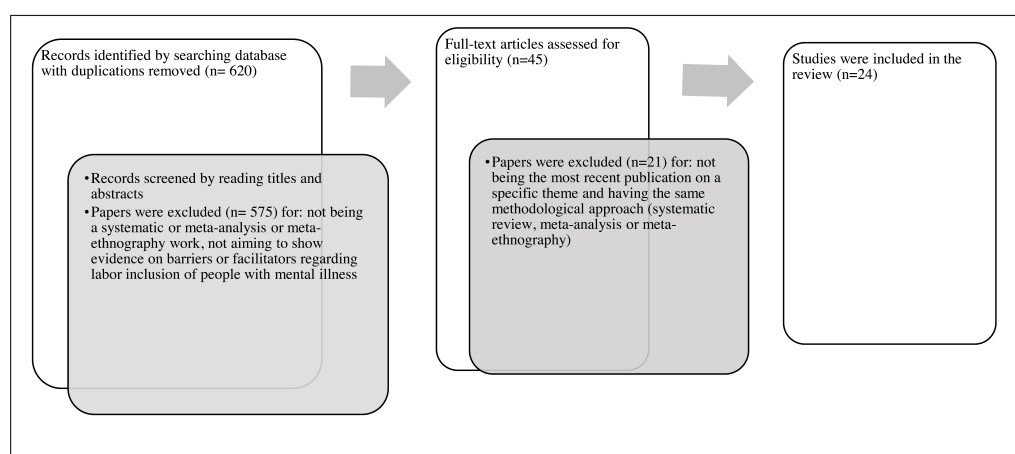 Records identified by searching database
with duplications removed (n= 620)
•Records screened by reading titles and
abstracts
•Papers were excluded (n= 575) for: not being
a systematic or meta-analysis or meta-
ethnography work, not aiming to show
evidence on barriers or facilitators regarding
labor inclusion of people with mental illness
Full-text articles assessed for
eligibility (n=45)
•Papers were excluded (n=21) for: not
being the most recent publication on a
specific theme and having the same
methodological approach (systematic
review, meta-analysis or meta-
ethnography)
Studies were included in the
review (n=24)